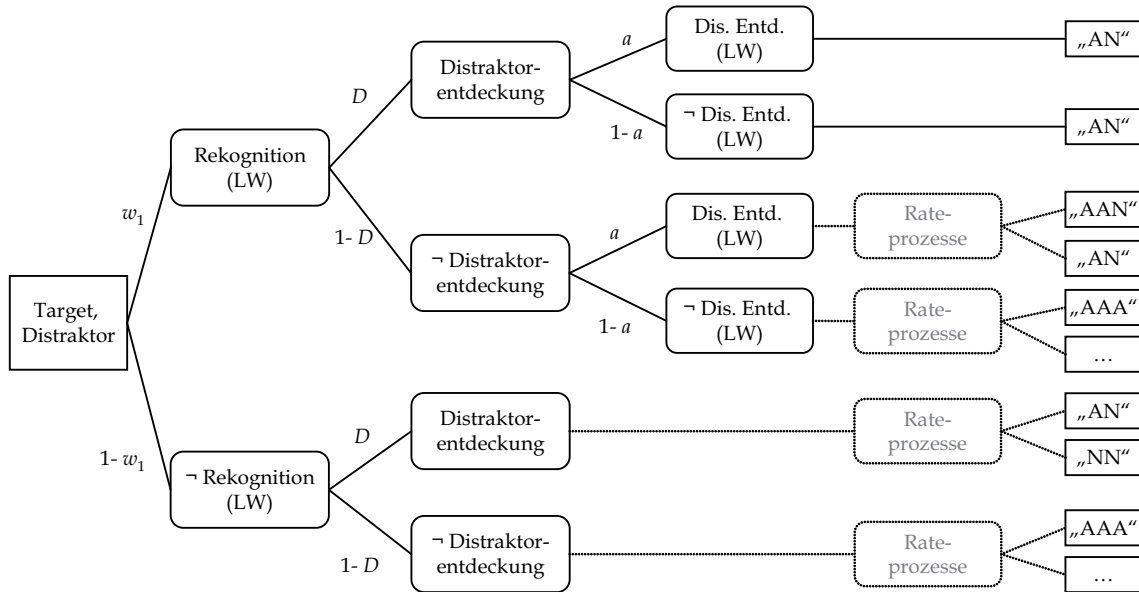 Target,
Distraktor
w1
1- w1
Rekognition
(LW)
¬ Rekognition
(LW)
D
1- D
D
1- D
Distraktor-
entdeckung
¬ Distraktor-
entdeckung
Distraktor-
entdeckung
¬ Distraktor-
entdeckung
a
1- a
a
1- a
Dis. Entd.
(LW)
¬ Dis. Entd.
(LW)
Dis. Entd.
(LW)
¬ Dis. Entd.
(LW)
Rate-
prozesse
Rate-
prozesse
Rate-
prozesse
Rate-
prozesse
„AN“
„AN“
„AAN“
„AN“
„AAA“
…
„AN“
„NN“
„AAA“
…